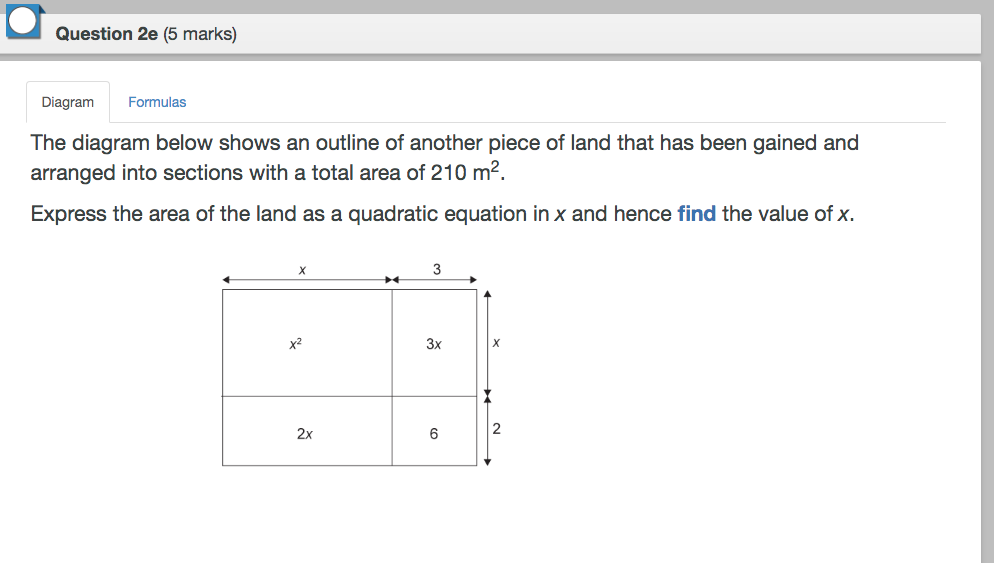 Question 2e (5 marks)
Diagram Formulas
The diagram below shows an outline of another piece of land that has been gained and
arranged into sections with a total area of 210 m².
Express the area of the land as a quadratic equation in x and hence find the value of x.
x 3
x² 3x x
2x 6 2